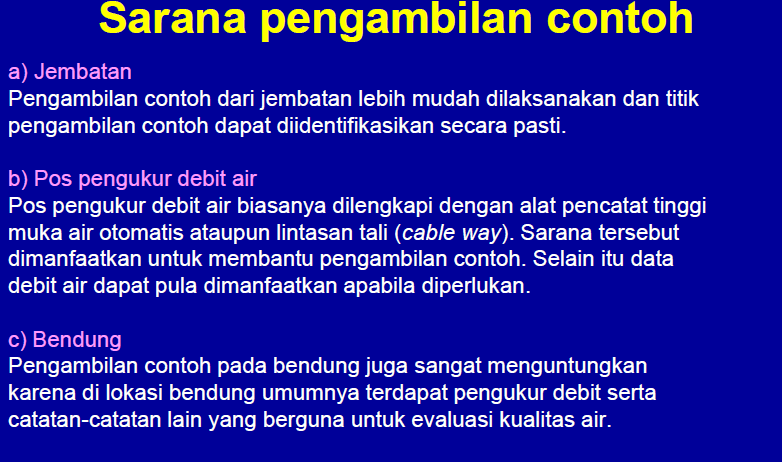 Sarana pengambilan contoh
a) Jembatan
Pengambilan contoh dari jembatan lebih mudah dilaksanakan dan titik
pengambilan contoh dapat diidentifikasikan secara pasti.
b) Pos pengukur debit air
Pos pengukur debit air biasanya dilengkapi dengan alat pencatat tinggi
muka air otomatis ataupun lintasan tali (cable way). Sarana tersebut
dimanfaatkan untuk membantu pengambilan contoh. Selain itu data
debit air dapat pula dimanfaatkan apabila diperlukan.
c) Bendung
Pengambilan contoh pada bendung juga sangat menguntungkan
karena di lokasi bendung umumnya terdapat pengukur debit serta
catatan-catatan lain yang berguna untuk evaluasi kualitas air.